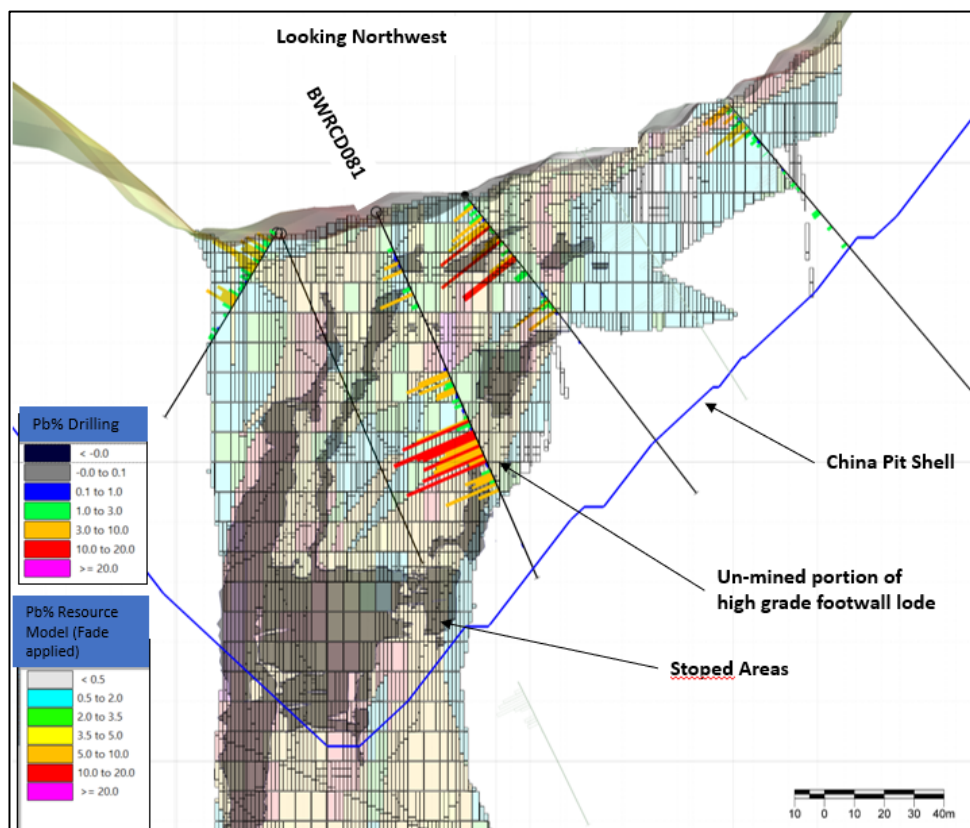 Looking Northwest
BWRCD081
Pb% Drilling
< -0.0
-0.0 to 0.1
0.1 to 1.0
1.0 to 3.0
3.0 to 10.0
10.0 to 20.0
>= 20.0
China Pit Shell
Un-mined portion of
high grade footwall lode
Stoped Areas
Pb% Resource
Model (Fade
applied)
< 0.5
0.5 to 2.0
2.0 to 3.5
3.5 to 5.0
5.0 to 10.0
10.0 to 20.0
>= 20.0
10 0 10 20 30 40m